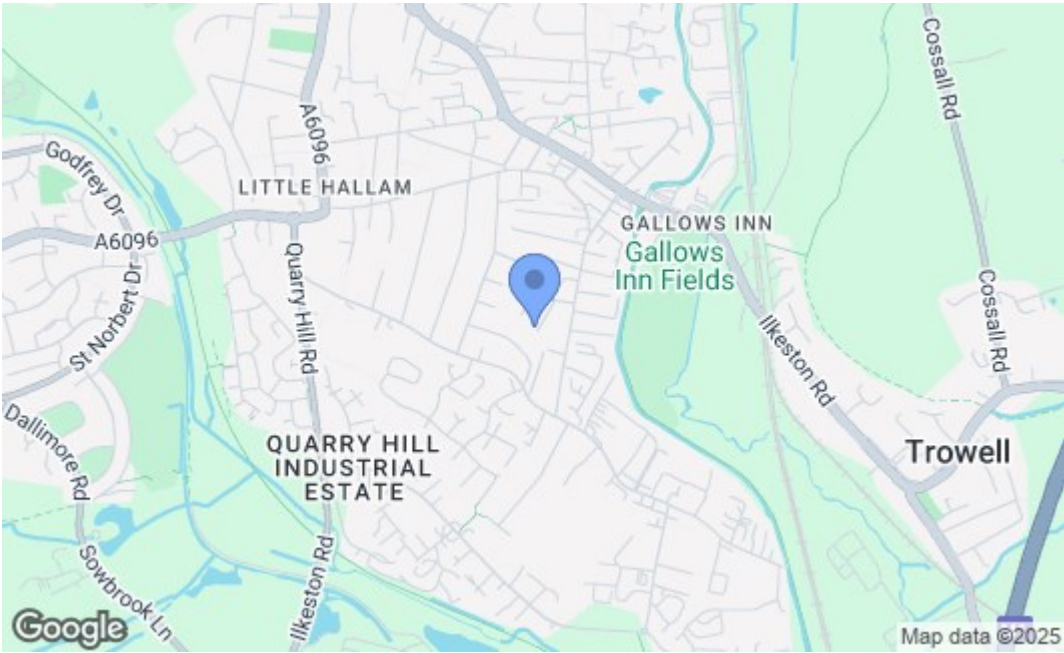 Cossall Rd
A6096
Godfrey Dr
LITTLE HALLAM
A6096
GALLOWS INN
Gallows
Inn Fields
St Norbert Dr
Quarry Hill Rd
Cossall Rd
Ilkeston Rd
Dallimore Rd
QUARRY HILL
INDUSTRIAL
ESTATE
Trowell
Sowbrook Ln
Ilkeston Rd
Google
Map data ©2025